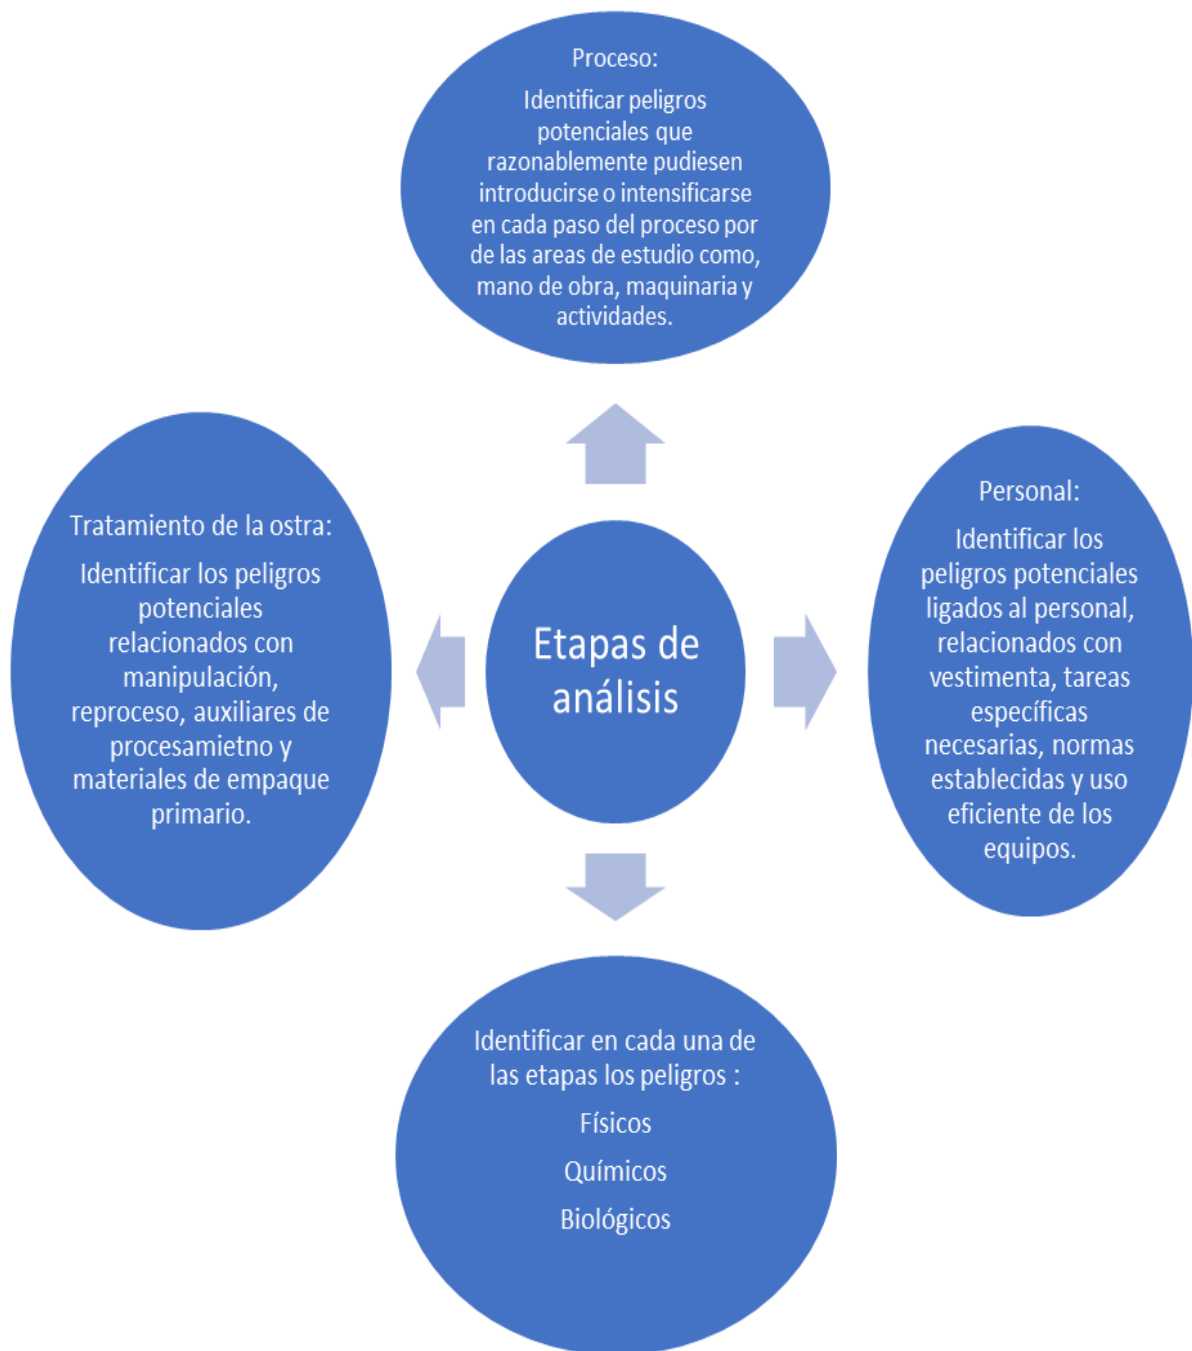 Proceso:
Identificar peligros
potenciales que
razonablemente pudiesen
introducirse o intensificarse
en cada paso del proceso por
de las areas de estudio como,
mano de obra, maquinaria y
actividades.
Tratamiento de la ostra:
Identificar los peligros
potenciales
relacionados con
manipulación,
reproceso, auxiliares de
procesamietno y
materiales de empaque
primario.
Etapas de
análisis
Personal:
Identificar los
peligros potenciales
ligados al personal,
relacionados con
vestimenta, tareas
específicas
necesarias, normas
establecidas y uso
eficiente de los
equipos.
Identificar en cada una de
las etapas los peligros :
Físicos
Químicos
Biológicos